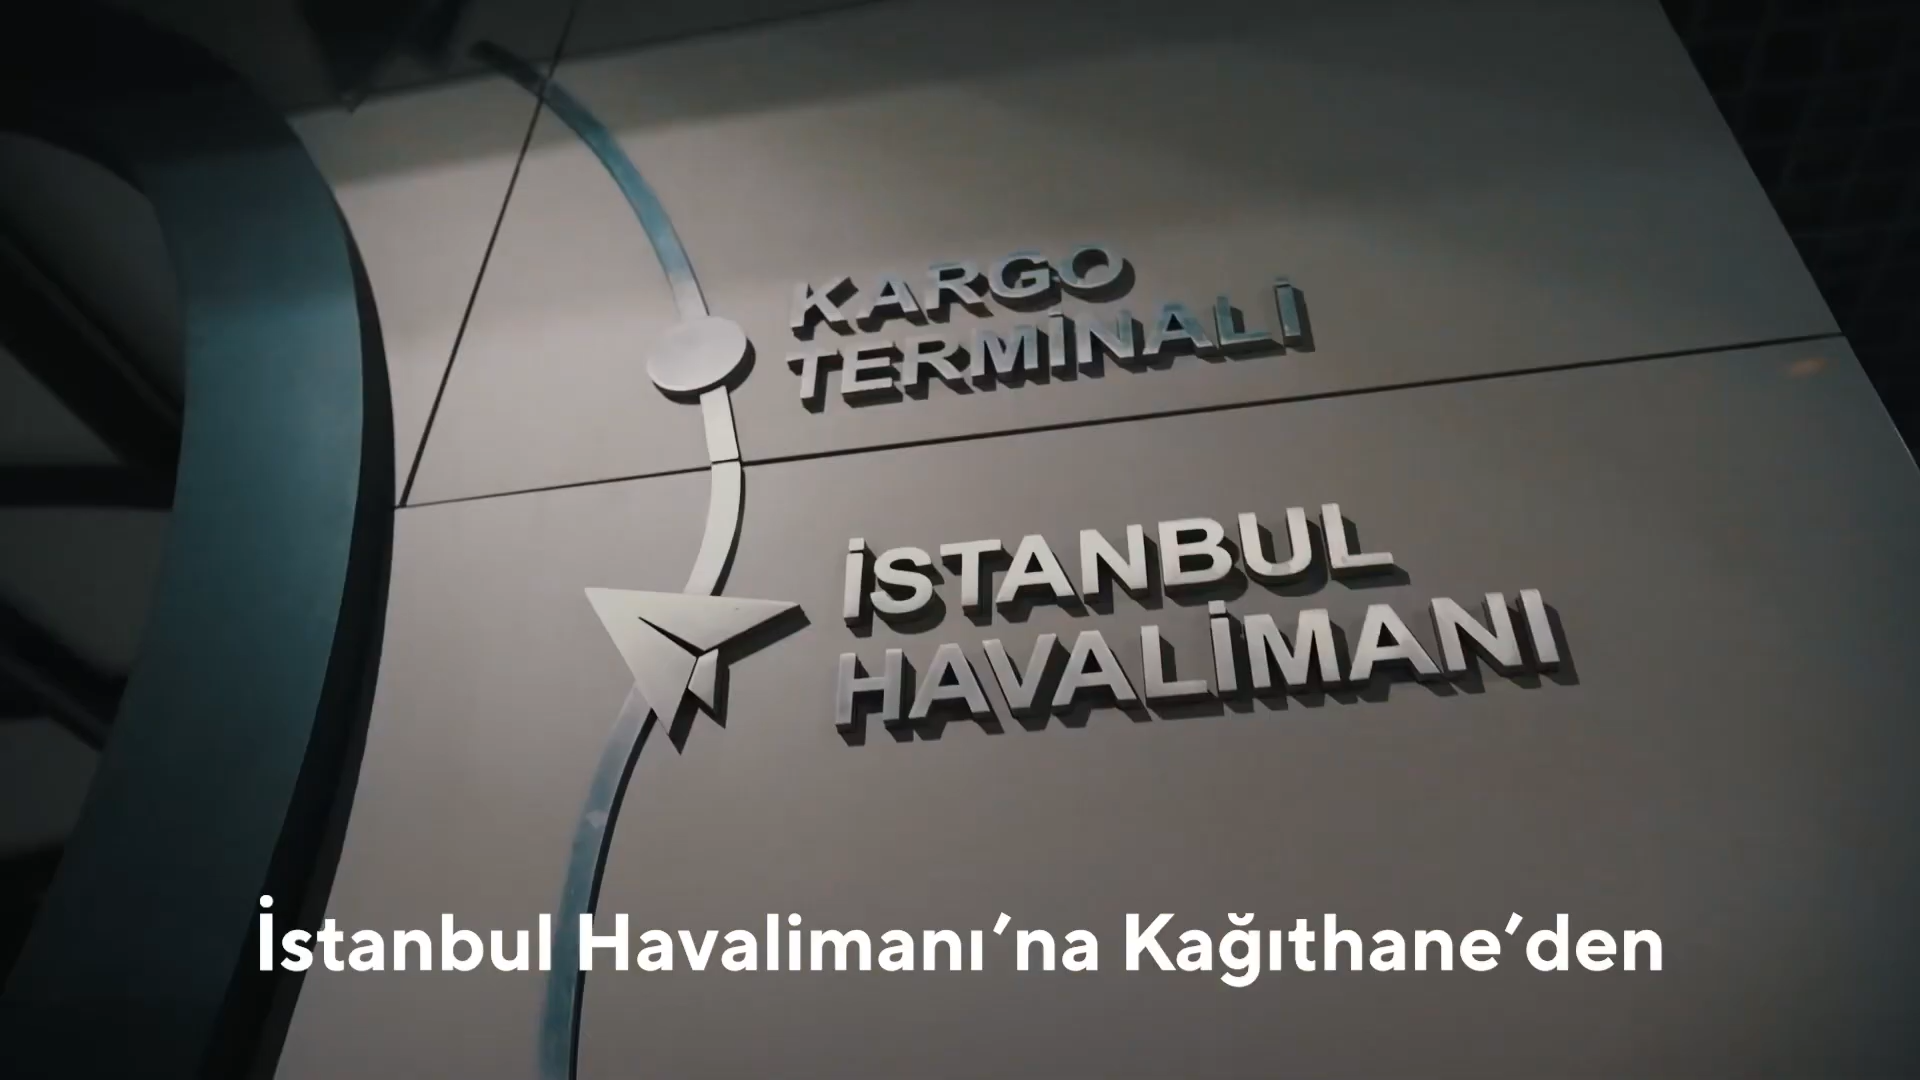 KARGO
TERMİNALİ
İSTANBUL
HAVALİMANI
İstanbul Havalimanı'na Kağıthane'den